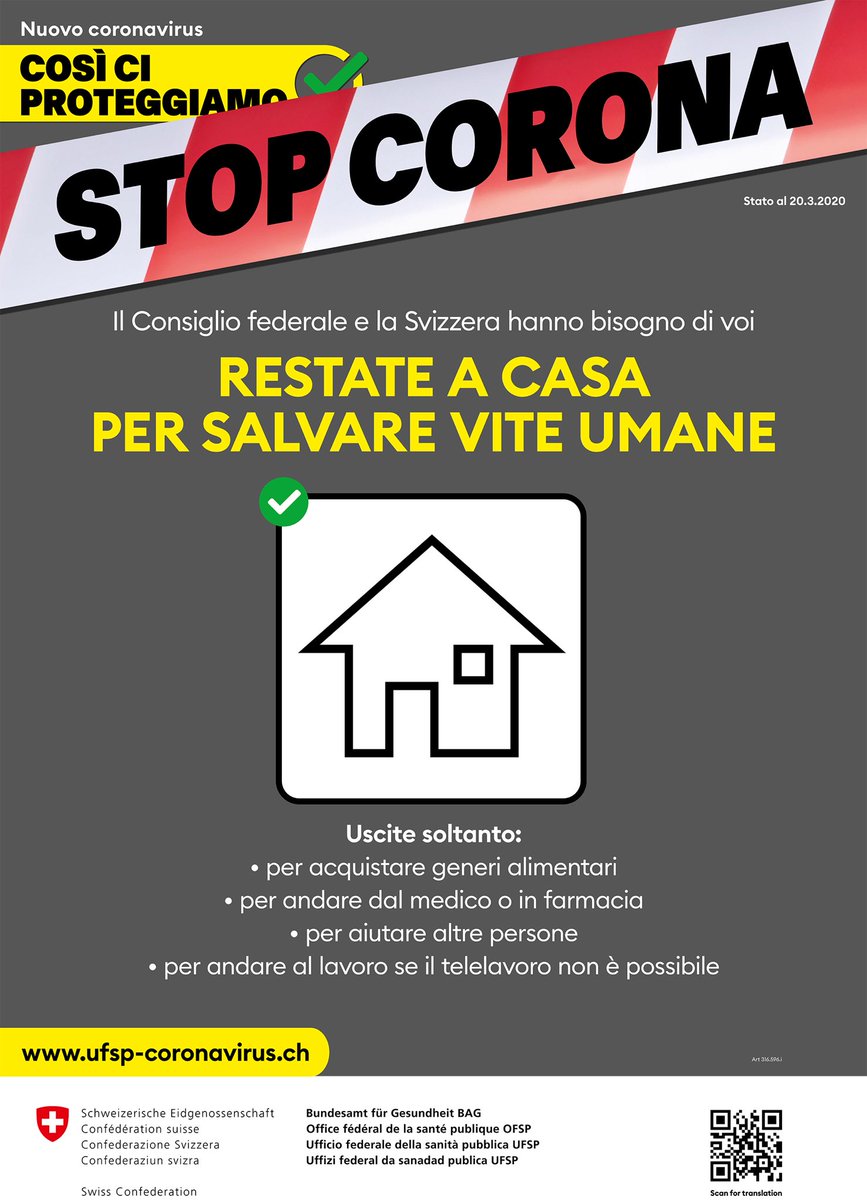 Nuovo coronavirus
COSÌ CI
PROTEGGIAMO
STOP CORONA
Stato al 20.3.2020
Il Consiglio federale e la Svizzera hanno bisogno di voi
RESTATE A CASA
PER SALVARE VITE UMANE
Uscite soltanto:
• per acquistare generi alimentari
• per andare dal medico o in farmacia
• per aiutare altre persone
• per andare al lavoro se il telelavoro non è possibile
www.ufsp-coronavirus.ch
Art 316.596.i
Schweizerische Eidgenossenschaft
Confédération suisse
Confederazione Svizzera
Confederaziun svizra
Swiss Confederation
Bundesamt für Gesundheit BAG
Office fédéral de la santé publique OFSP
Ufficio federale della sanità pubblica UFSP
Uffizi federal da sanadad publica UFSP
Scan for translation